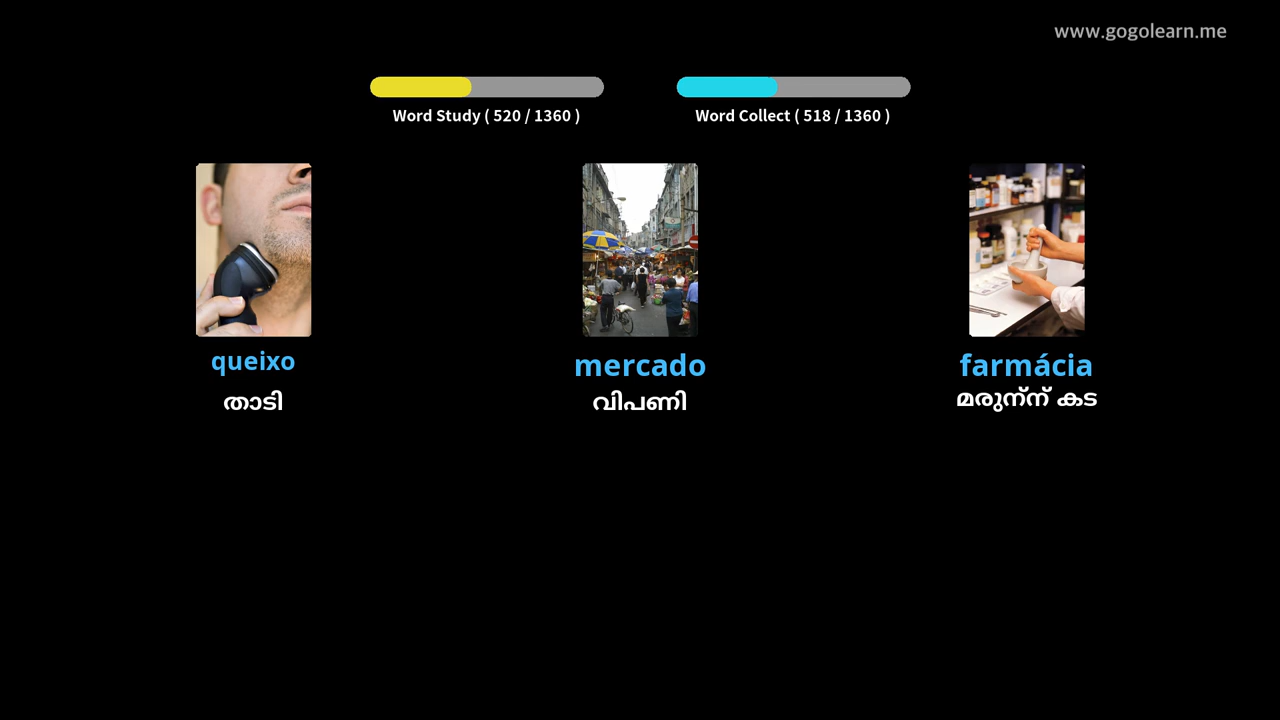 www.gogolearn.me
Word Study ( 520 / 1360 )
Word Collect ( 518 / 1360 )
queixo
mercado
farmácia
താടി
വിപണി
മരുന്ന് കട